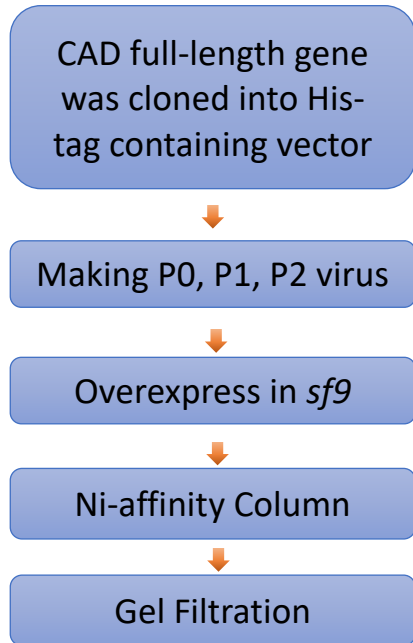 CAD full-length gene
was cloned into His-
tag containing vector
Making P0, P1, P2 virus
Overexpress in sf9
Ni-affinity Column
Gel Filtration